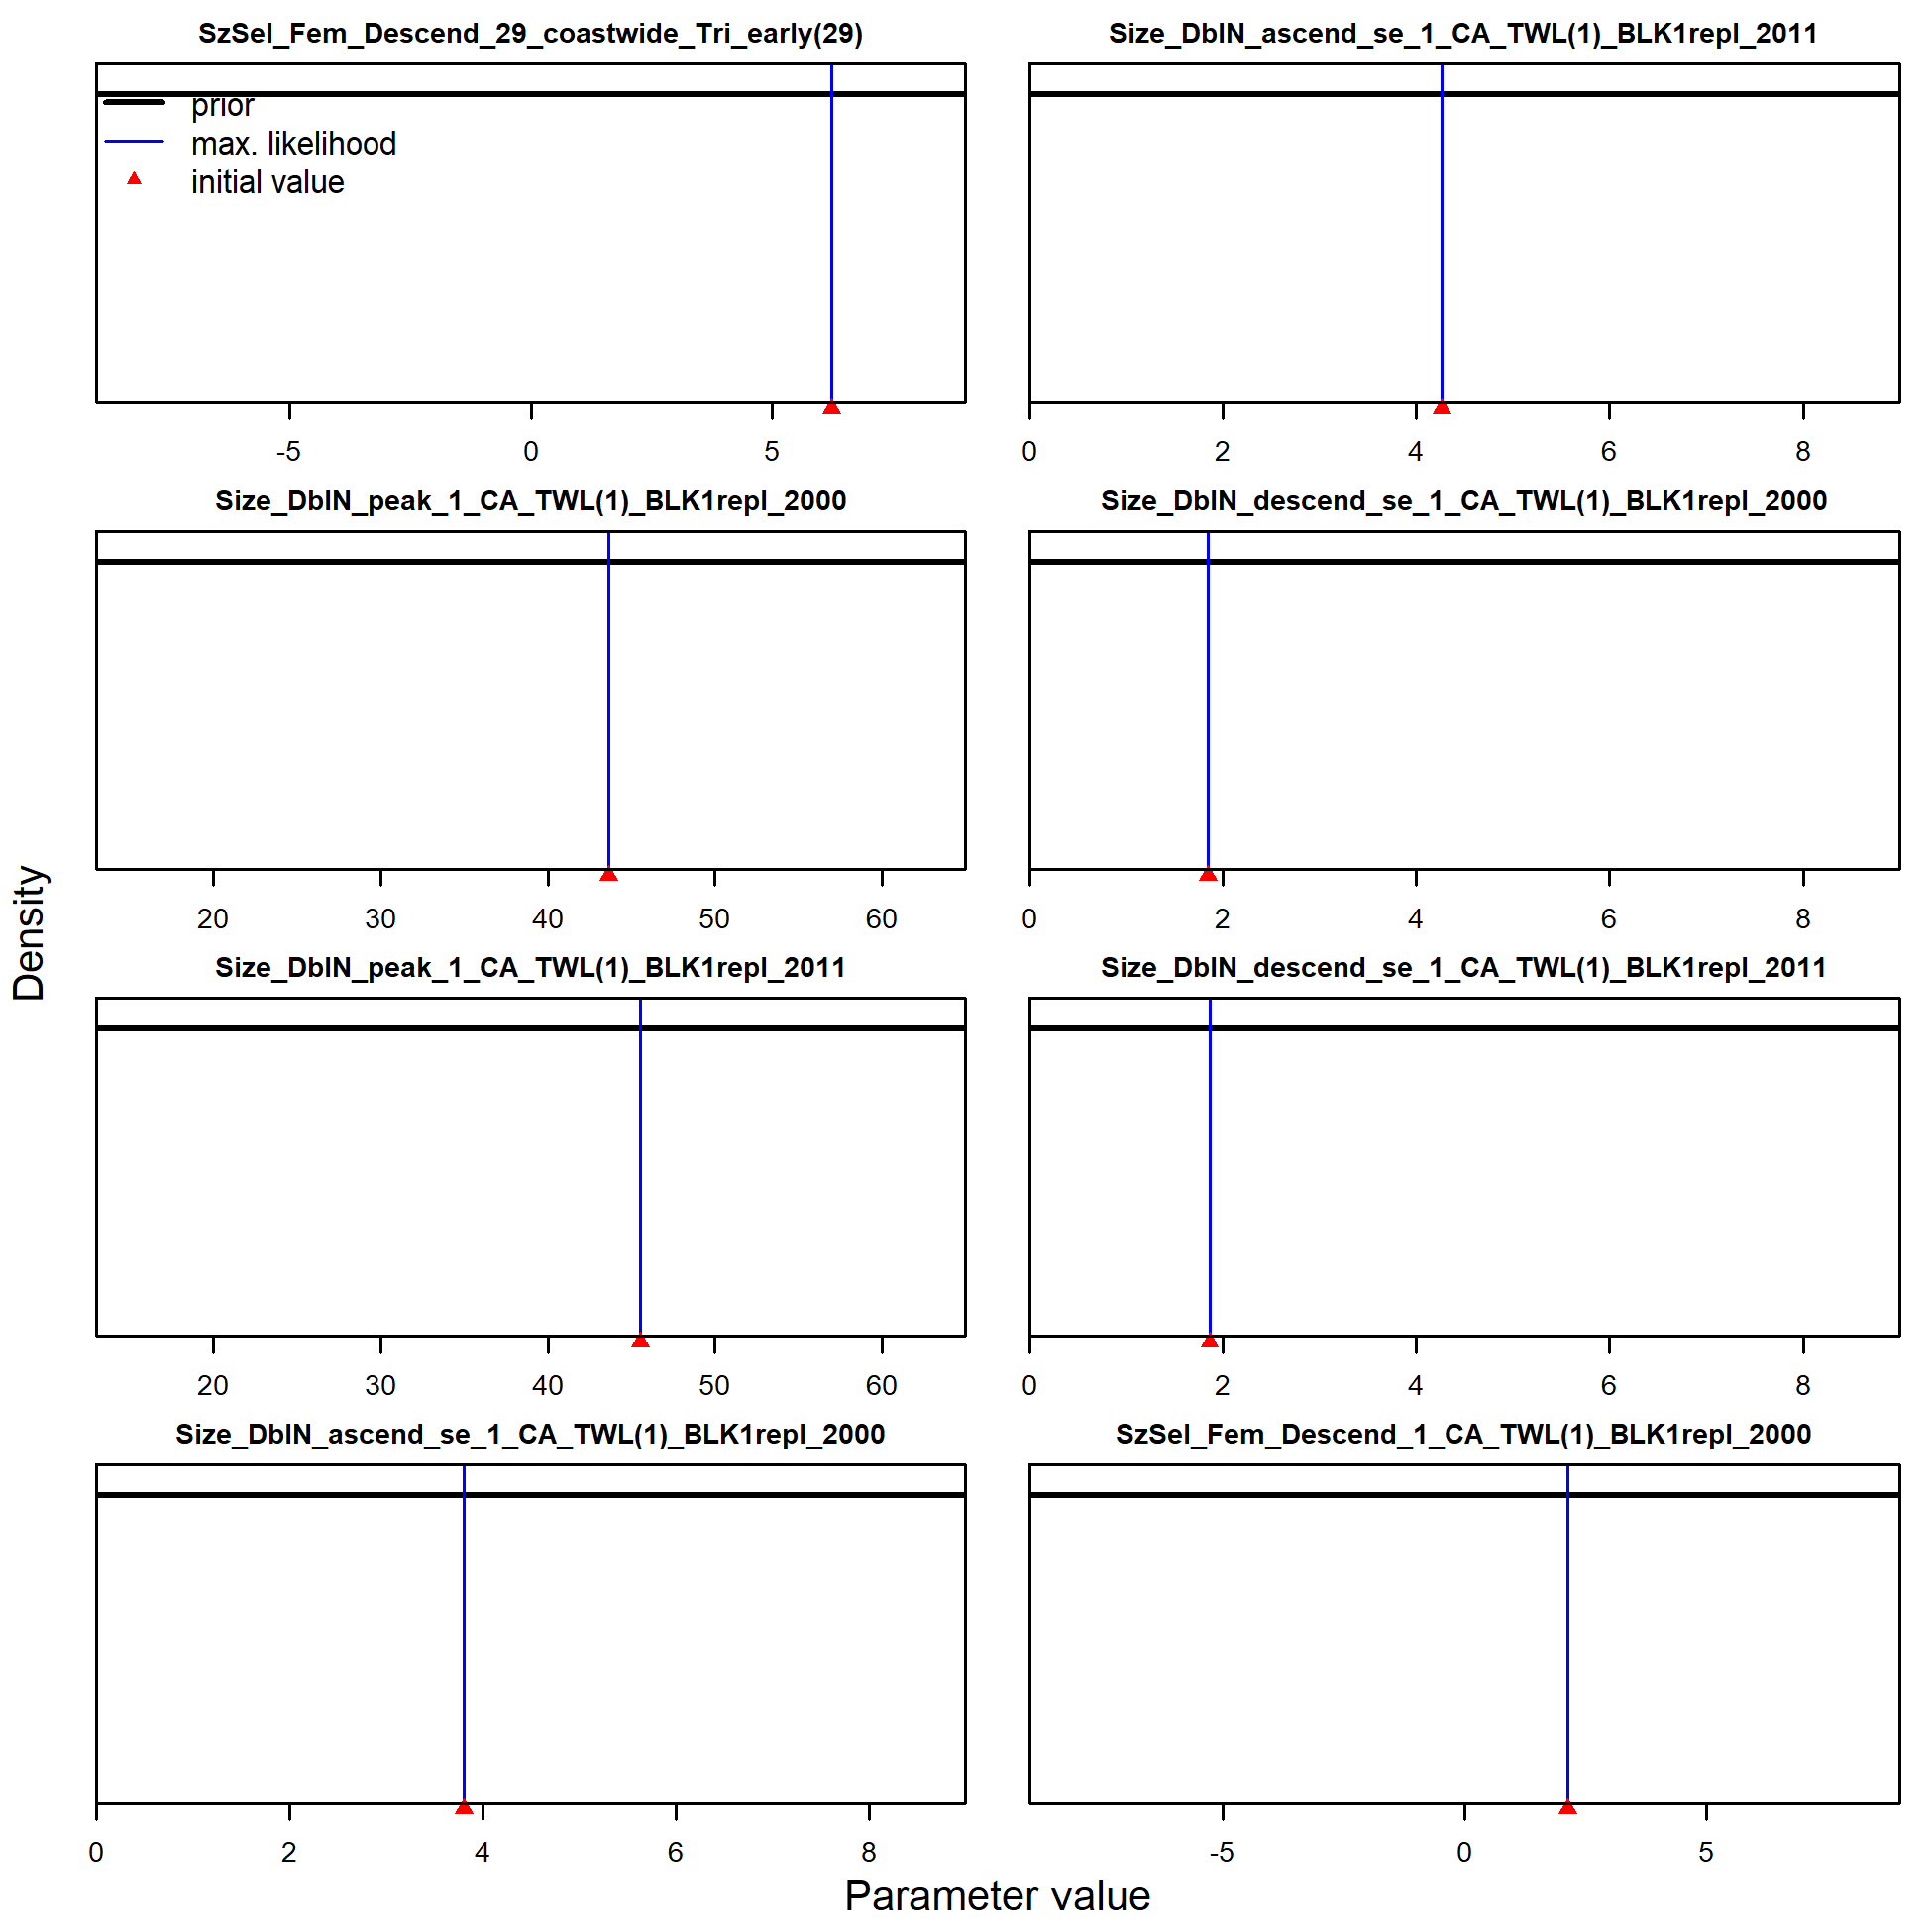 SzSel_Fem_Descend_29_coastwide_Tri_early(29)
prior
max. likelihood
initial value
-5 0 5
Size_DblN_ascend_se_1_CA_TWL(1)_BLK1repl_2011
0 2 4 6 8
Size_DblN_peak_1_CA_TWL(1)_BLK1repl_2000
20 30 40 50 60
Size_DblN_descend_se_1_CA_TWL(1)_BLK1repl_2000
0 2 4 6 8
Size_DblN_peak_1_CA_TWL(1)_BLK1repl_2011
20 30 40 50 60
Size_DblN_descend_se_1_CA_TWL(1)_BLK1repl_2011
0 2 4 6 8
Size_DblN_ascend_se_1_CA_TWL(1)_BLK1repl_2000
0 2 4 6 8
SzSel_Fem_Descend_1_CA_TWL(1)_BLK1repl_2000
-5 0 5
Density
Parameter value